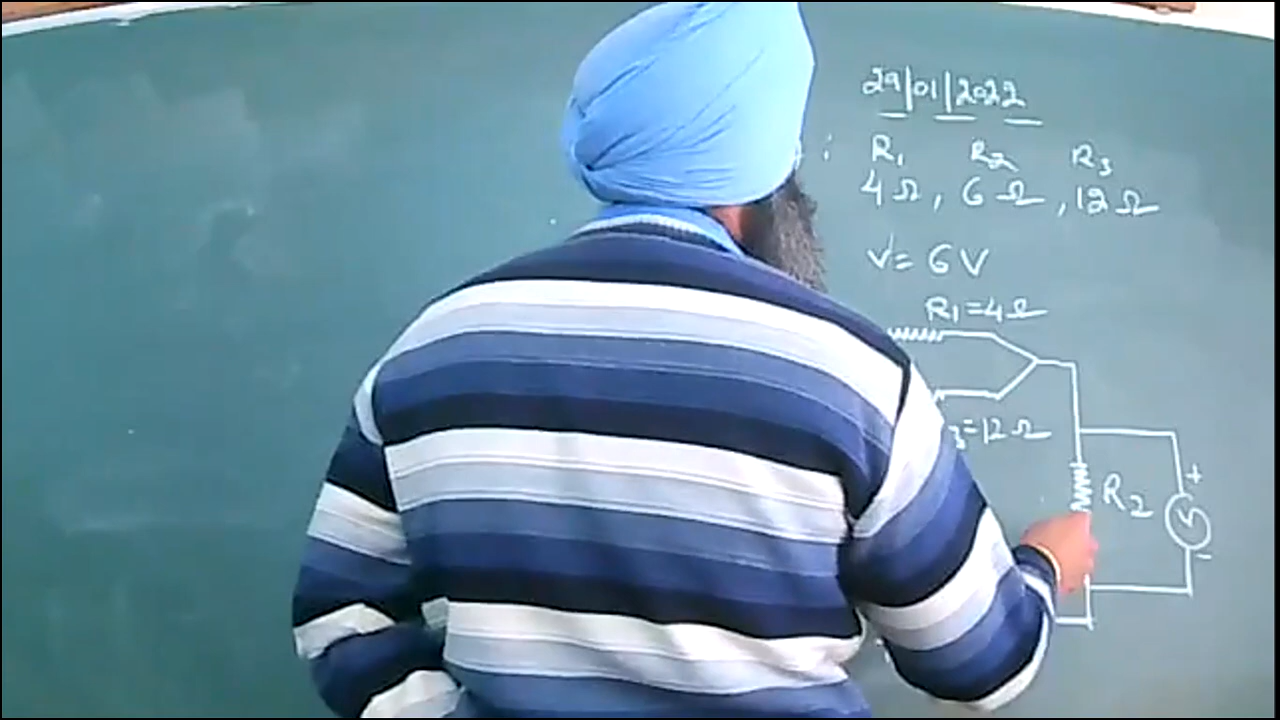 29|01|2022
: R1 R2 R3
4Ω, 6Ω, 12Ω
V= 6V
R1=4Ω
3=12Ω
+
R2
V
-